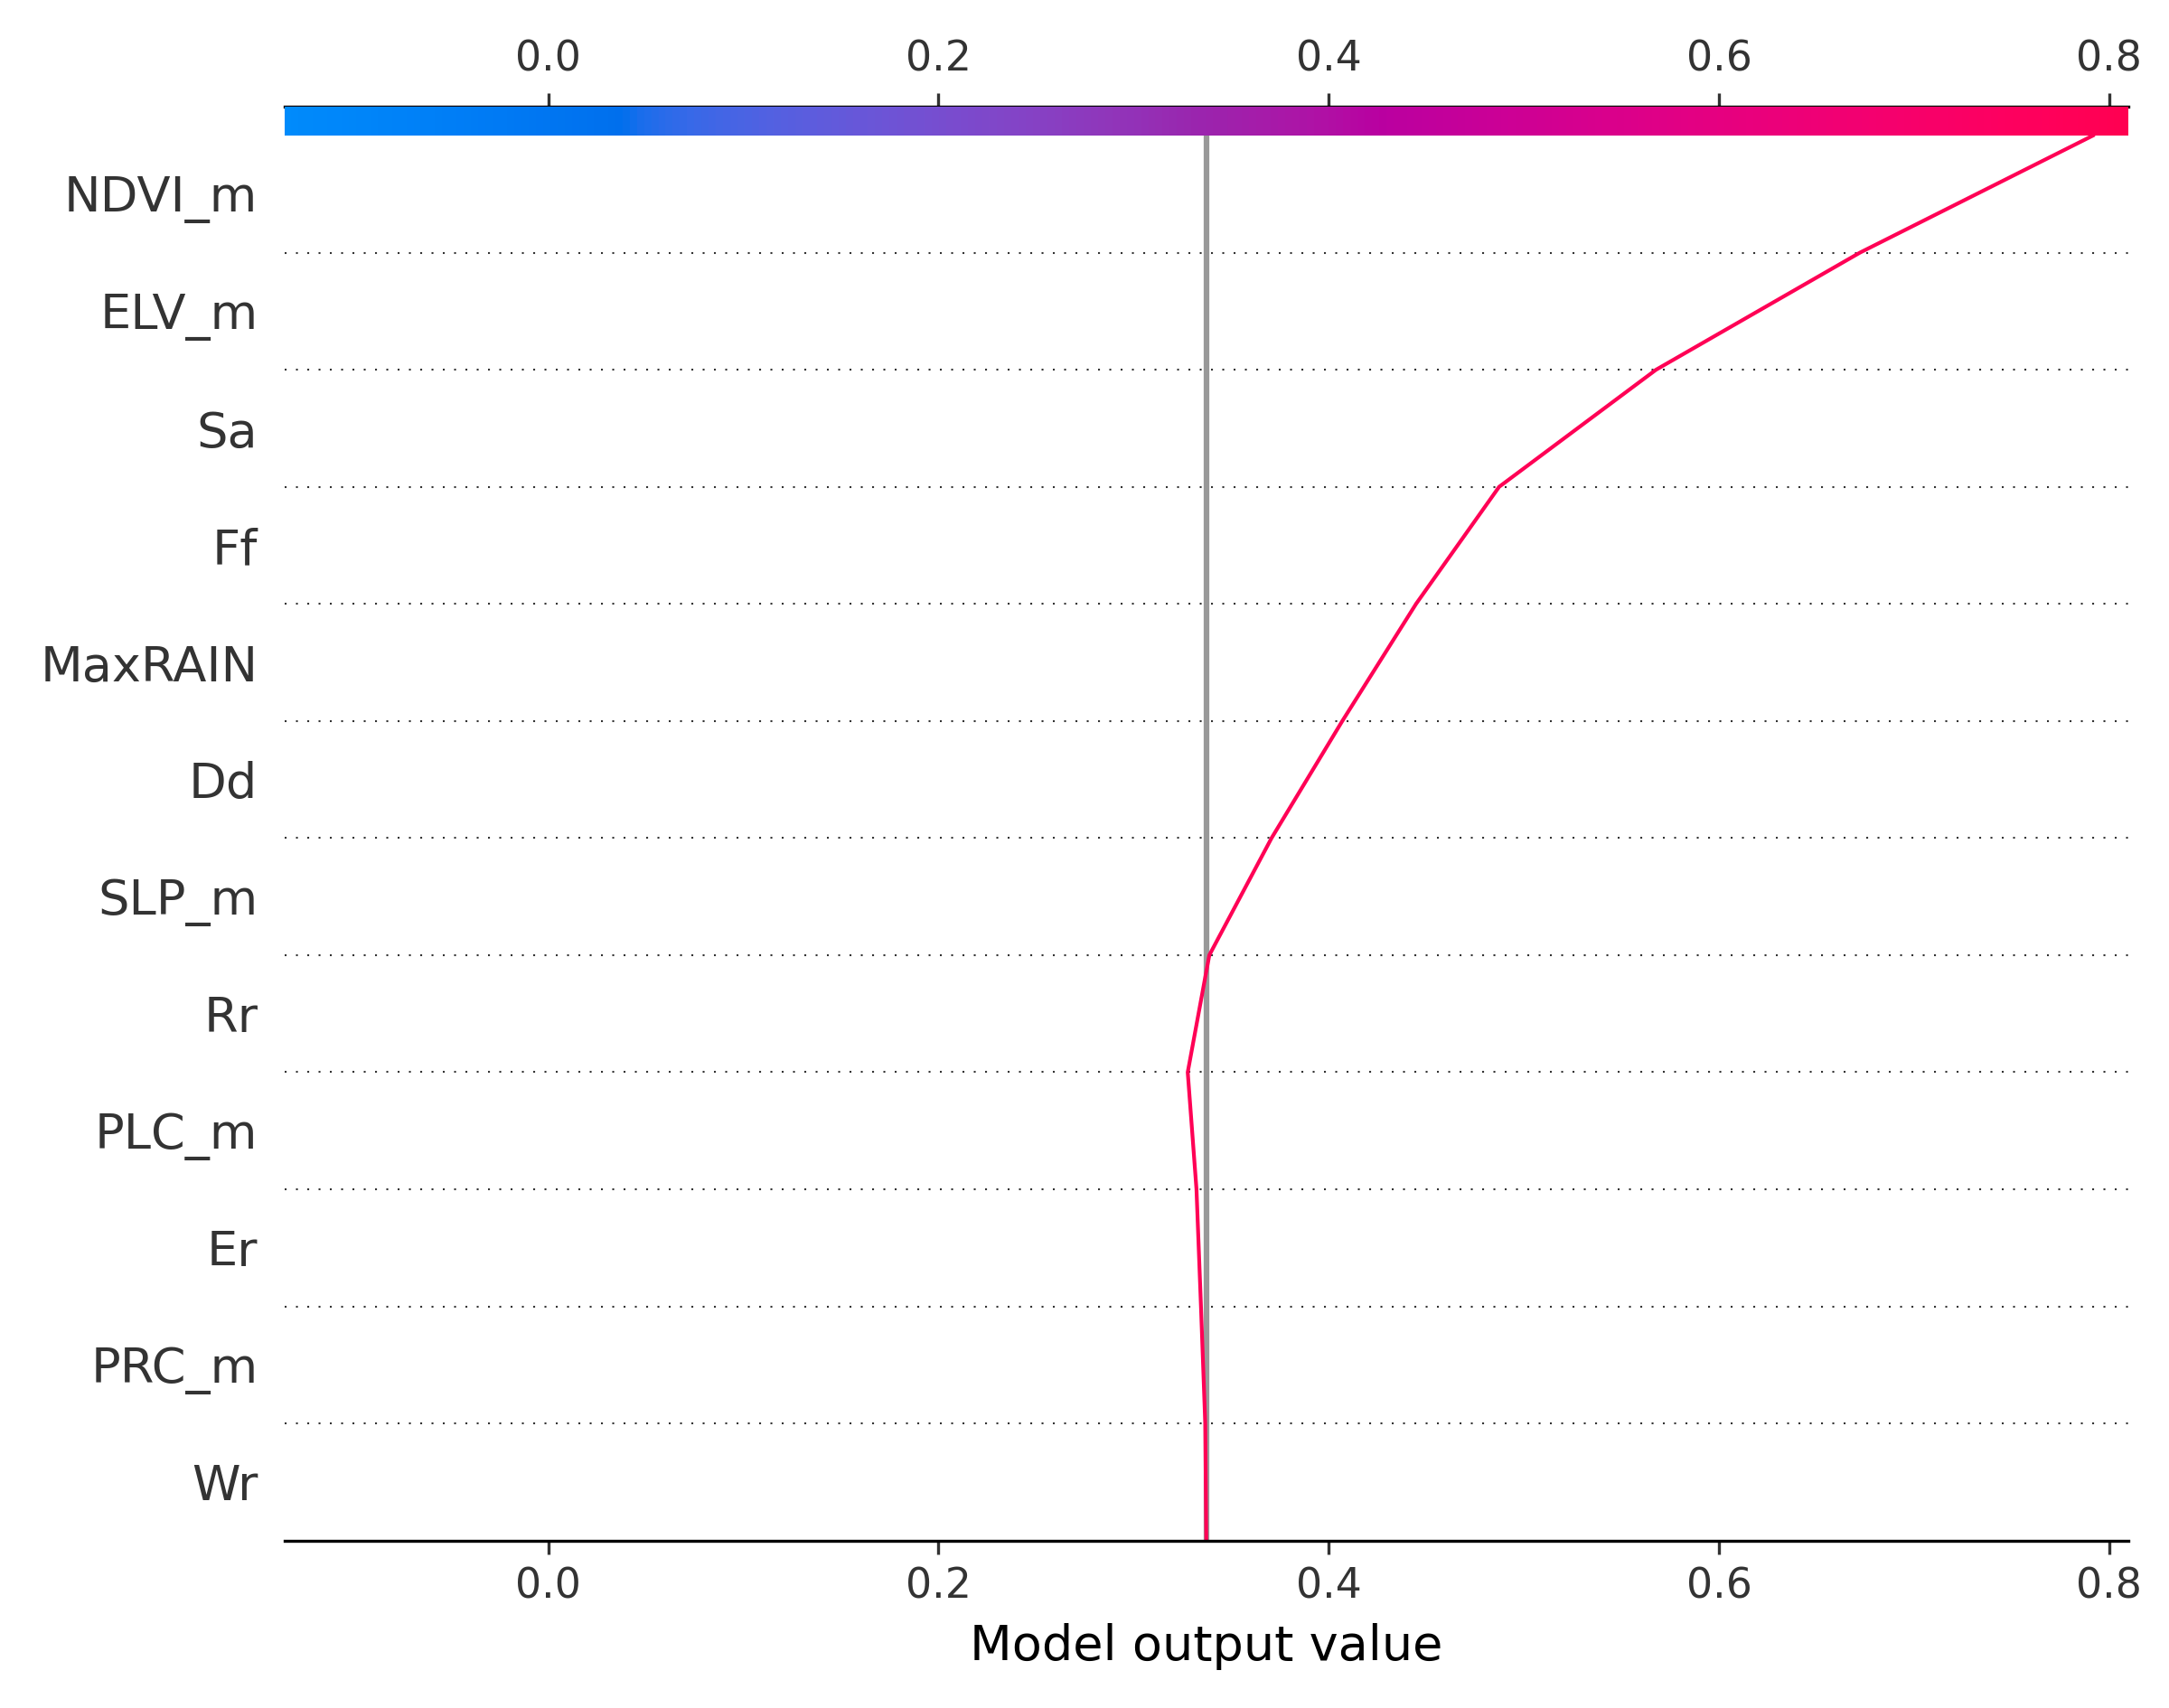 0.0 0.2 0.4 0.6 0.8
NDVI_m
ELV_m
Sa
Ff
MaxRAIN
Dd
SLP_m
Rr
PLC_m
Er
PRC_m
Wr
0.0 0.2 0.4 0.6 0.8
Model output value